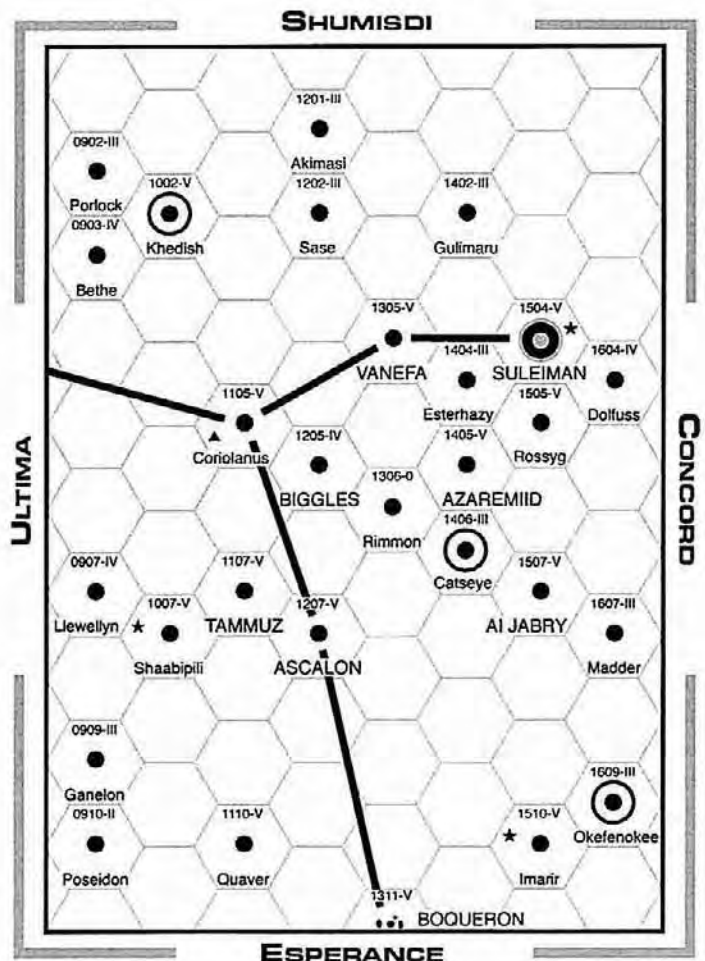 SHUMISDI
1201-III
Akimasi
0902-III
Porlock
1002-V
Khedish
1202-III
Sase
1402-III
Gulimaru
0903-IV
Bethe
1305-V
VANEFA
1504-V
SULEIMAN
1404-III
Esterhazy
1604-IV
Dolfuss
1105-V
Coriolanus
1505-V
Rossyg
1205-IV
BIGGLES
1405-V
AZAREMIID
1306-0
Rimmon
1406-III
Catseye
ULTIMA
CONCORD
0907-IV
Llewellyn
1107-V
TAMMUZ
1507-V
AI JABRY
1007-V
Shaabipili
1207-V
ASCALON
1607-III
Madder
0909-III
Ganelon
1609-III
Okefenokee
0910-II
Poseidon
1110-V
Quaver
1510-V
Imarir
1311-V
BOQUERON
ESPERANCE